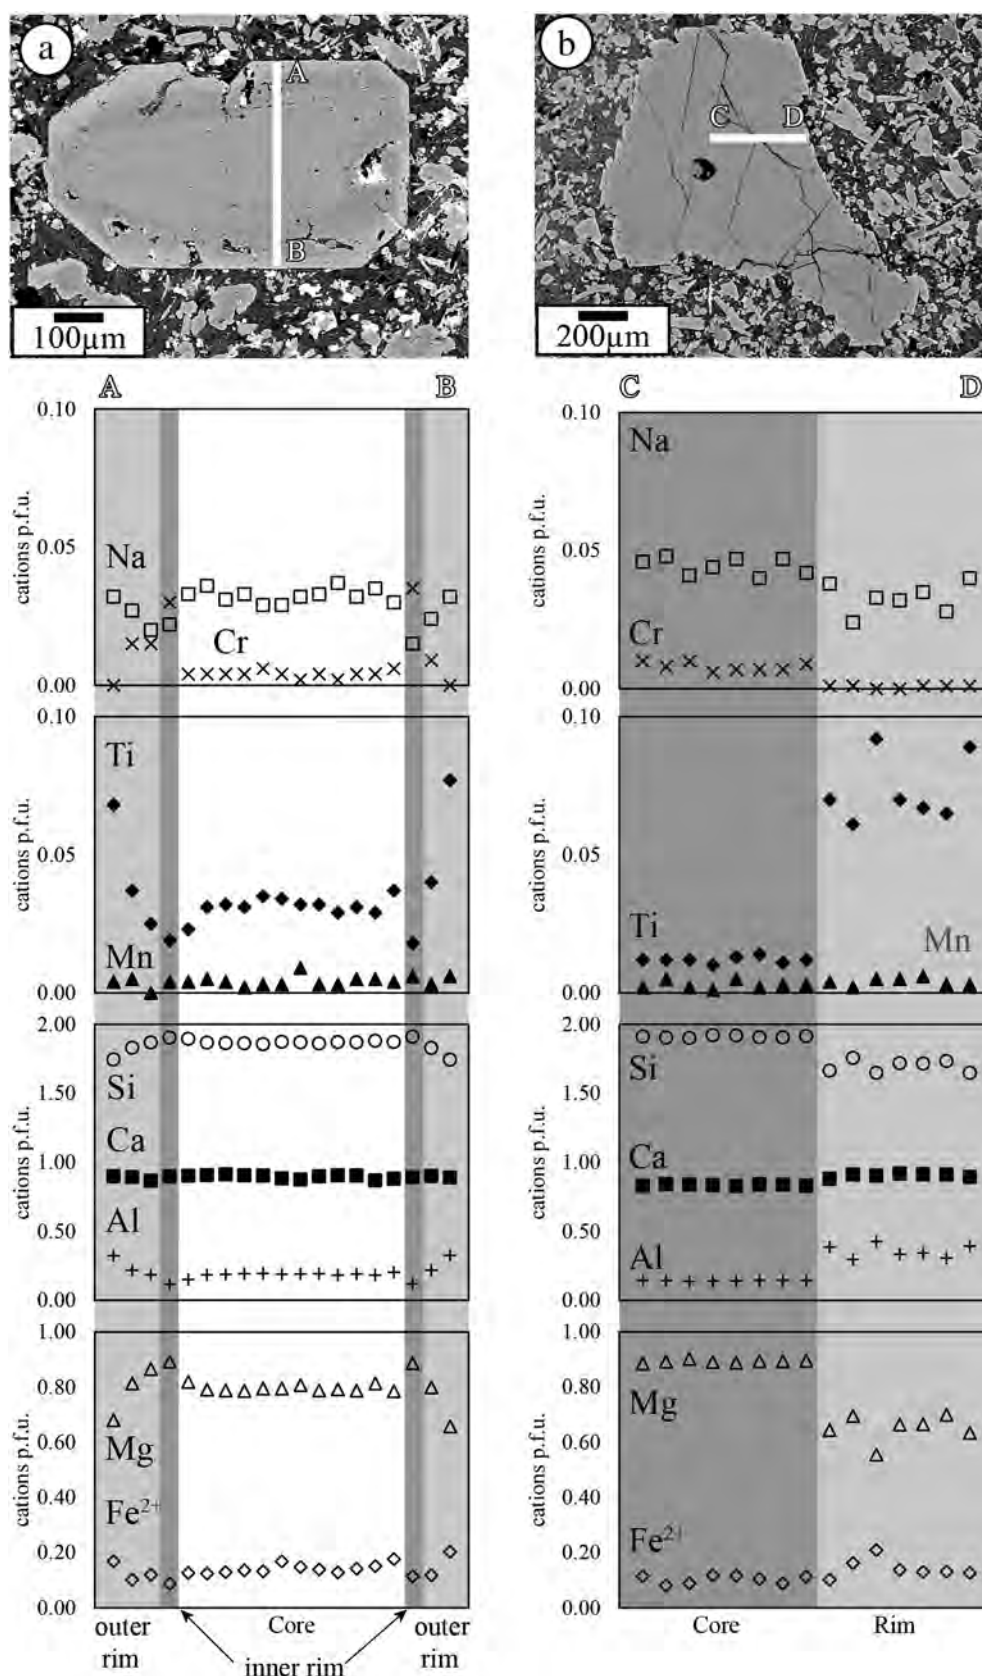 a
A
B
100µm
b
C
D
200µm
A
B
0.10
0.05
0.00
cations p.f.u.
Na
Cr
0.10
0.05
0.00
cations p.f.u.
Ti
Mn
2.00
1.50
1.00
0.50
0.00
cations p.f.u.
Si
Ca
Al
1.00
0.80
0.60
0.40
0.20
0.00
cations p.f.u.
Mg
Fe²⁺
outer
rim
Core
inner rim
outer
rim
C
D
0.10
0.05
0.00
cations p.f.u.
Na
Cr
0.10
0.05
0.00
cations p.f.u.
Ti
Mn
2.00
1.50
1.00
0.50
0.00
cations p.f.u.
Si
Ca
Al
1.00
0.80
0.60
0.40
0.20
0.00
cations p.f.u.
Mg
Fe²⁺
Core
Rim